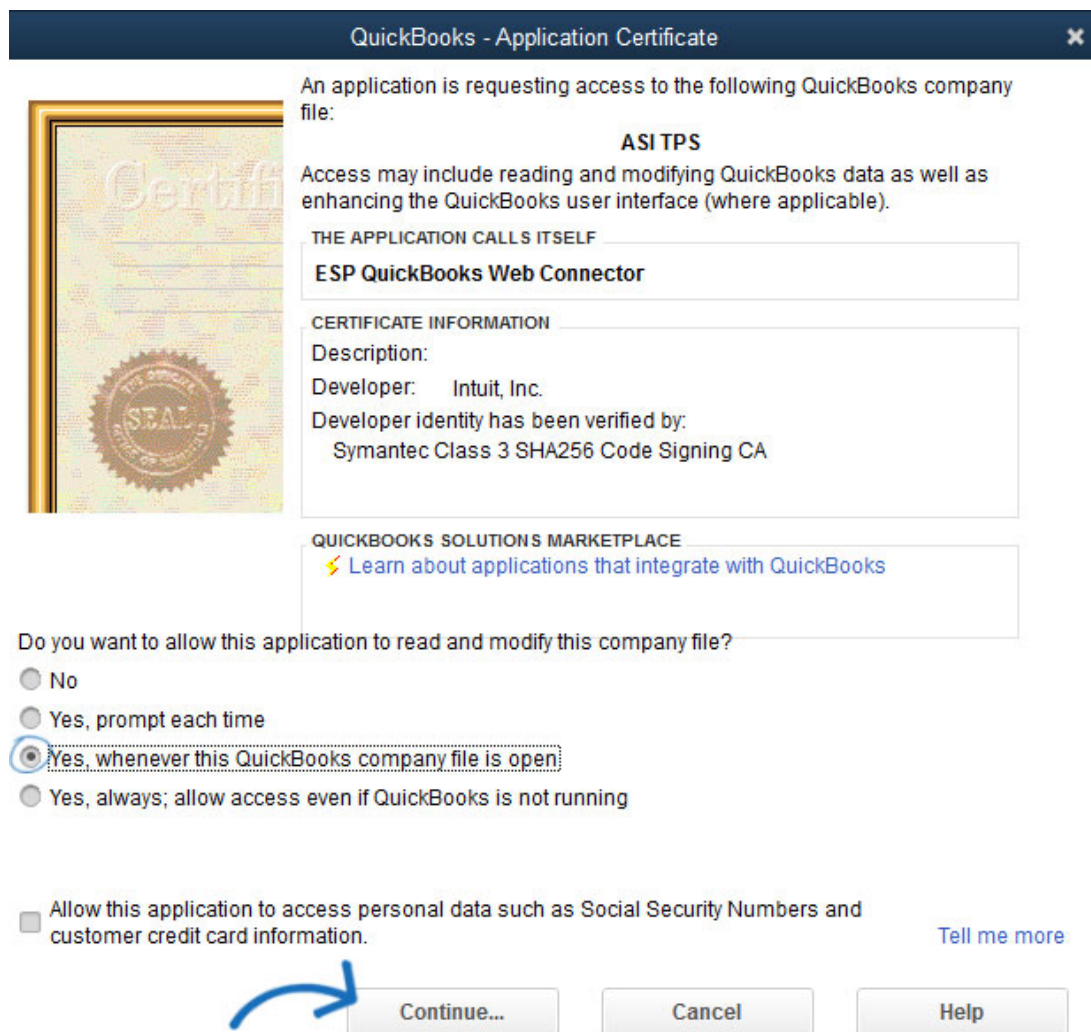 QuickBooks - Application Certificate
An application is requesting access to the following QuickBooks company
file:
ASI TPS
Access may include reading and modifying QuickBooks data as well as
enhancing the QuickBooks user interface (where applicable).
Certifi
SEAL
THE APPLICATION CALLS ITSELF
ESP QuickBooks Web Connector
CERTIFICATE INFORMATION
Description:
Developer: Intuit, Inc.
Developer identity has been verified by:
Symantec Class 3 SHA256 Code Signing CA
QUICKBOOKS SOLUTIONS MARKETPLACE
Learn about applications that integrate with QuickBooks
Do you want to allow this application to read and modify this company file?
No
Yes, prompt each time
Yes, whenever this QuickBooks company file is open
Yes, always; allow access even if QuickBooks is not running
Allow this application to access personal data such as Social Security Numbers and
customer credit card information.
Tell me more
Continue...
Cancel
Help